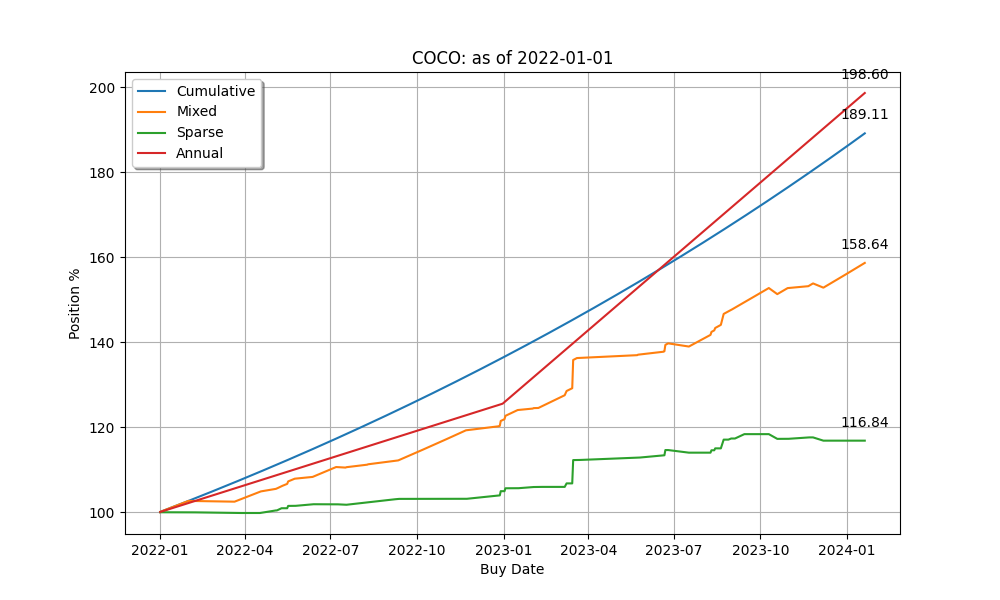 COCO: as of 2022-01-01
Cumulative
Mixed
Sparse
Annual
198.60
189.11
158.64
116.84
200
180
160
140
120
100
Position %
2022-01 2022-04 2022-07 2022-10 2023-01 2023-04 2023-07 2023-10 2024-01
Buy Date